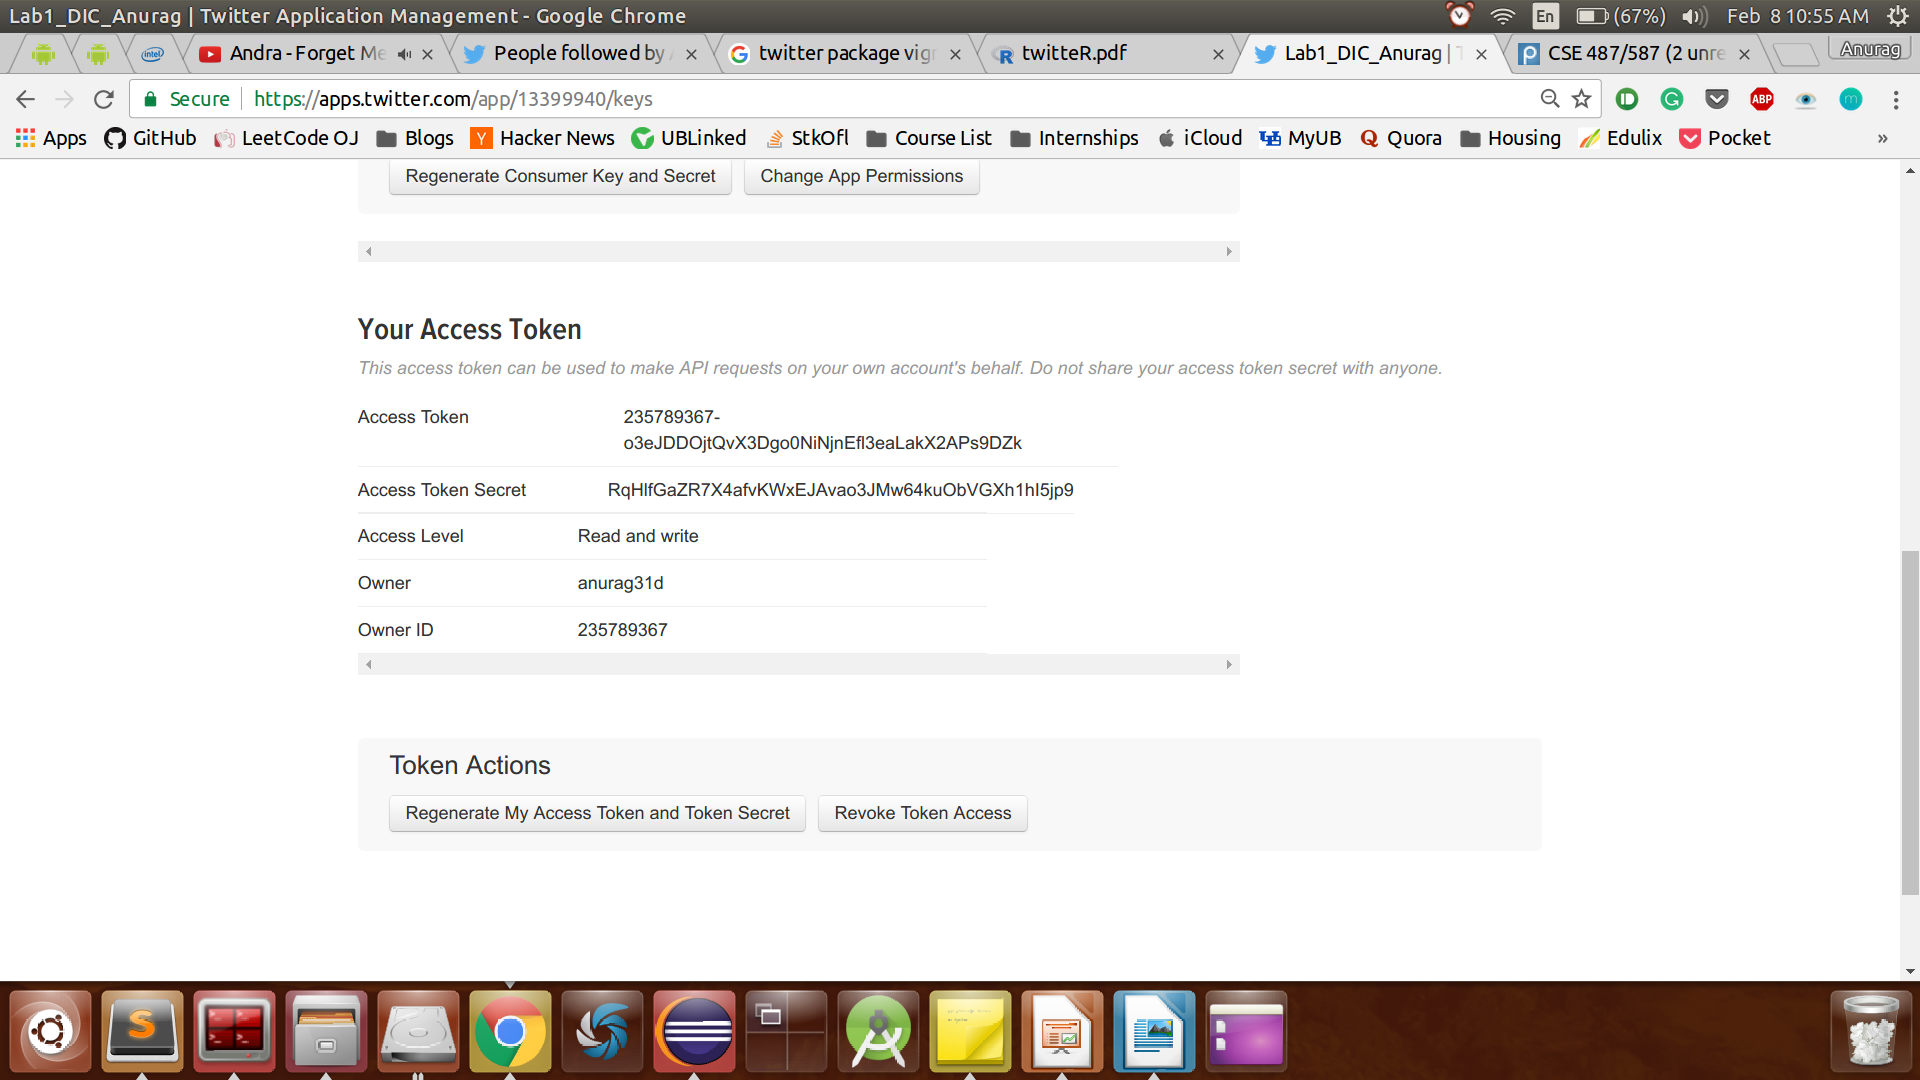 Lab1_DIC_Anurag | Twitter Application Management - Google Chrome
En (67%) Feb 8 10:55 AM
intel Andra - Forget Me People followed by twitter package vig twitteR.pdf Lab1_DIC_Anurag | CSE 487/587 (2 unre Anurag
Secure https://apps.twitter.com/app/13399940/keys ABP m
Apps GitHub LeetCode OJ Blogs Y Hacker News UBLinked StkOfl Course List Internships iCloud MyUB Quora Housing Edulix Pocket »
Regenerate Consumer Key and Secret Change App Permissions
Your Access Token
This access token can be used to make API requests on your own account's behalf. Do not share your access token secret with anyone.
Access Token 235789367-
Access Token Secret
Access Level Read and write
Owner anurag31d
Owner ID 235789367
Token Actions
Regenerate My Access Token and Token Secret Revoke Token Access